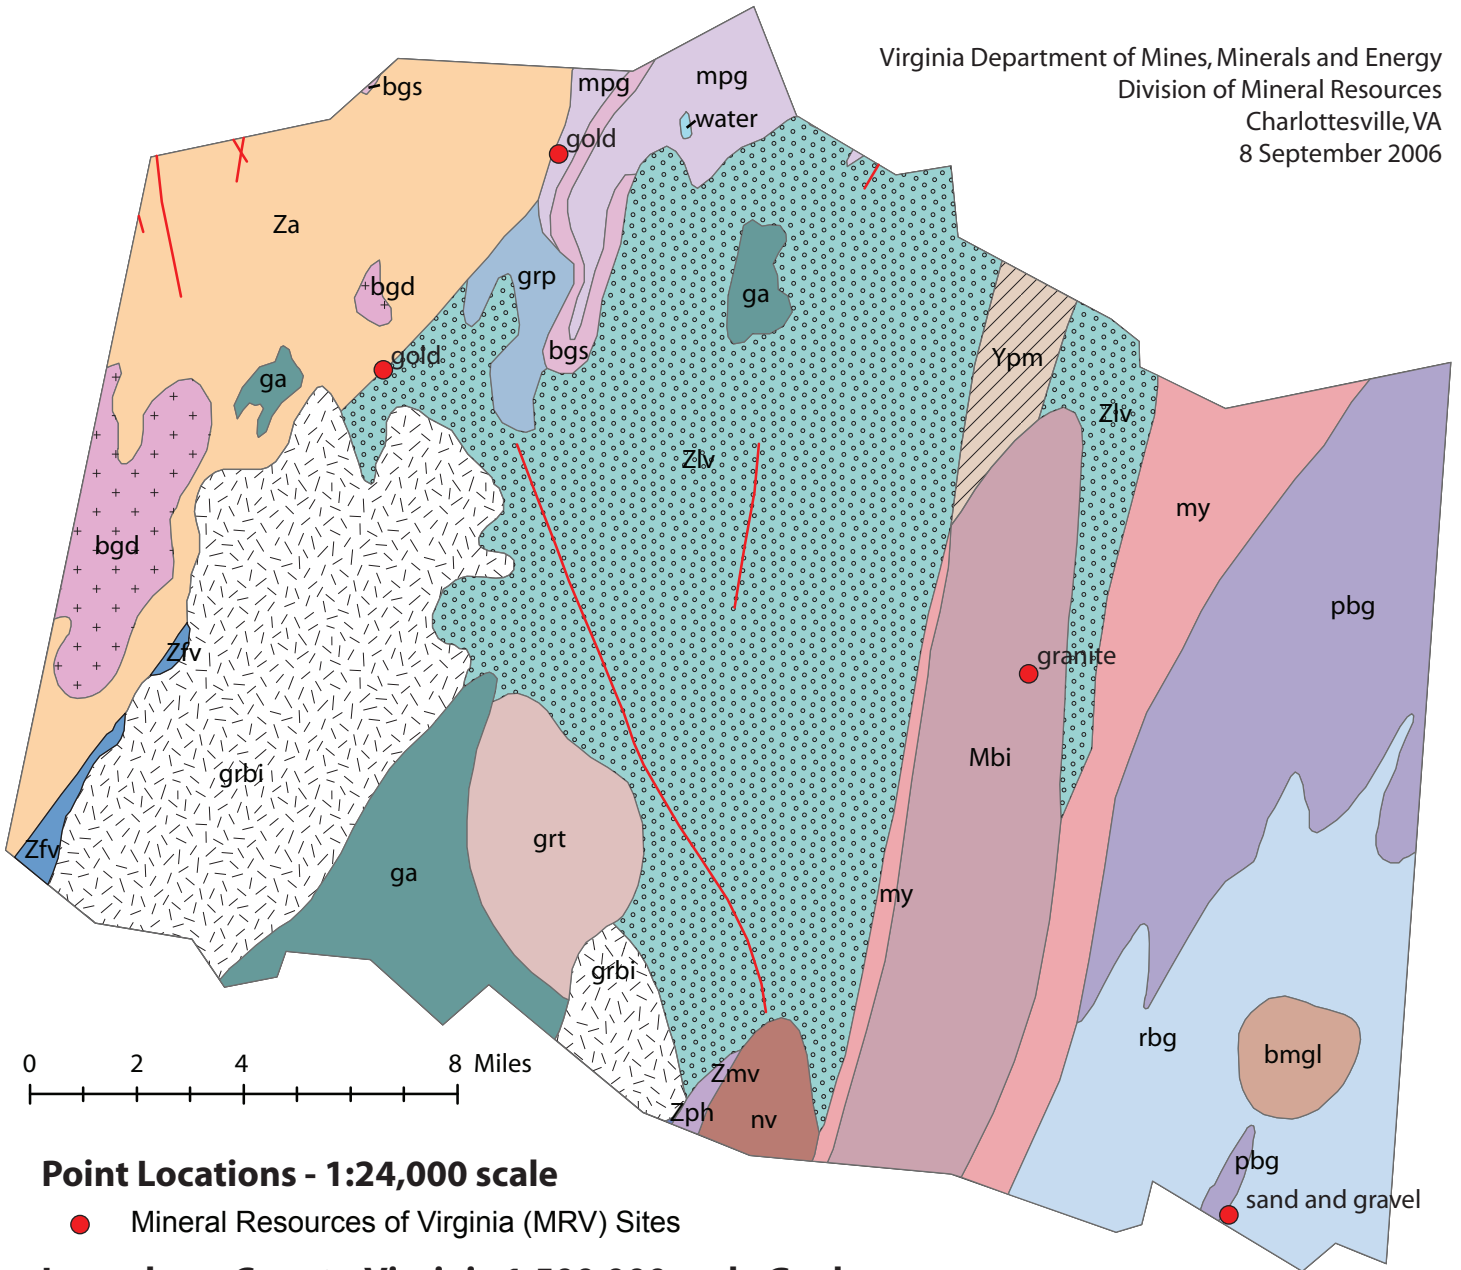 Virginia Department of Mines, Minerals and Energy
Division of Mineral Resources
Charlottesville, VA
8 September 2006
bgs
mpg
mpg
water
gold
Za
bgd
grp
ga
gold
ga
bgs
Ypm
Zlv
Zlv
my
bgd
pbg
Zfv
granite
Mbi
grbi
Zfv
grt
ga
my
grbi
rbg
bmgl
0 2 4 8 Miles
Zmv
Zph
nv
pbg
sand and gravel
Point Locations - 1:24,000 scale
Mineral Resources of Virginia (MRV) Sites